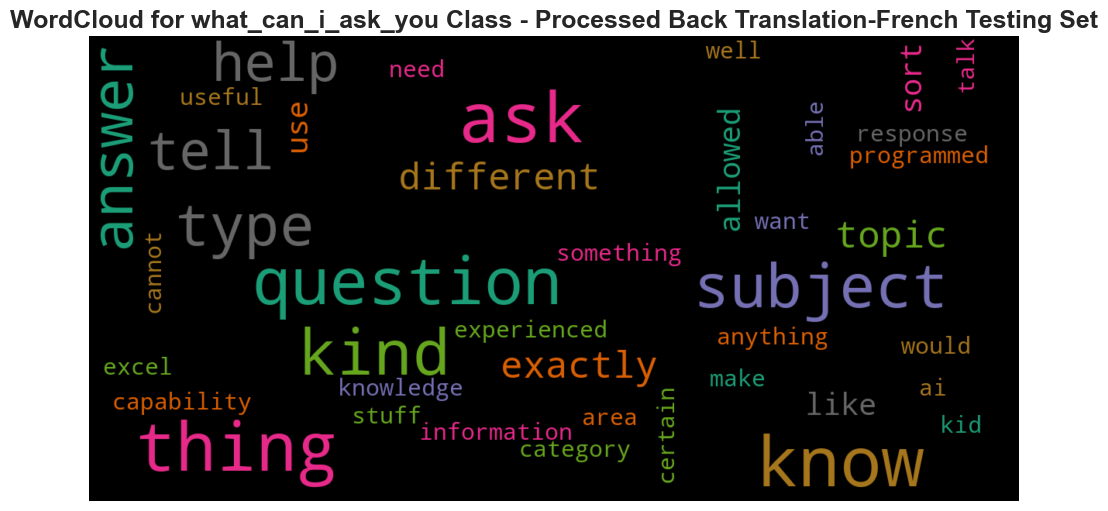 WordCloud for what_can_i_ask_you Class - Processed Back Translation-French Testing Set
answer
help
need
well
sort
talk
useful
use
ask
allowed
able
response
tell
different
programmed
type
want
topic
cannot
something
question
subject
kind
experienced
anything
would
excel
exactly
knowledge
make
ai
capability
stuff
area
certain
like
kid
information
category
thing
know